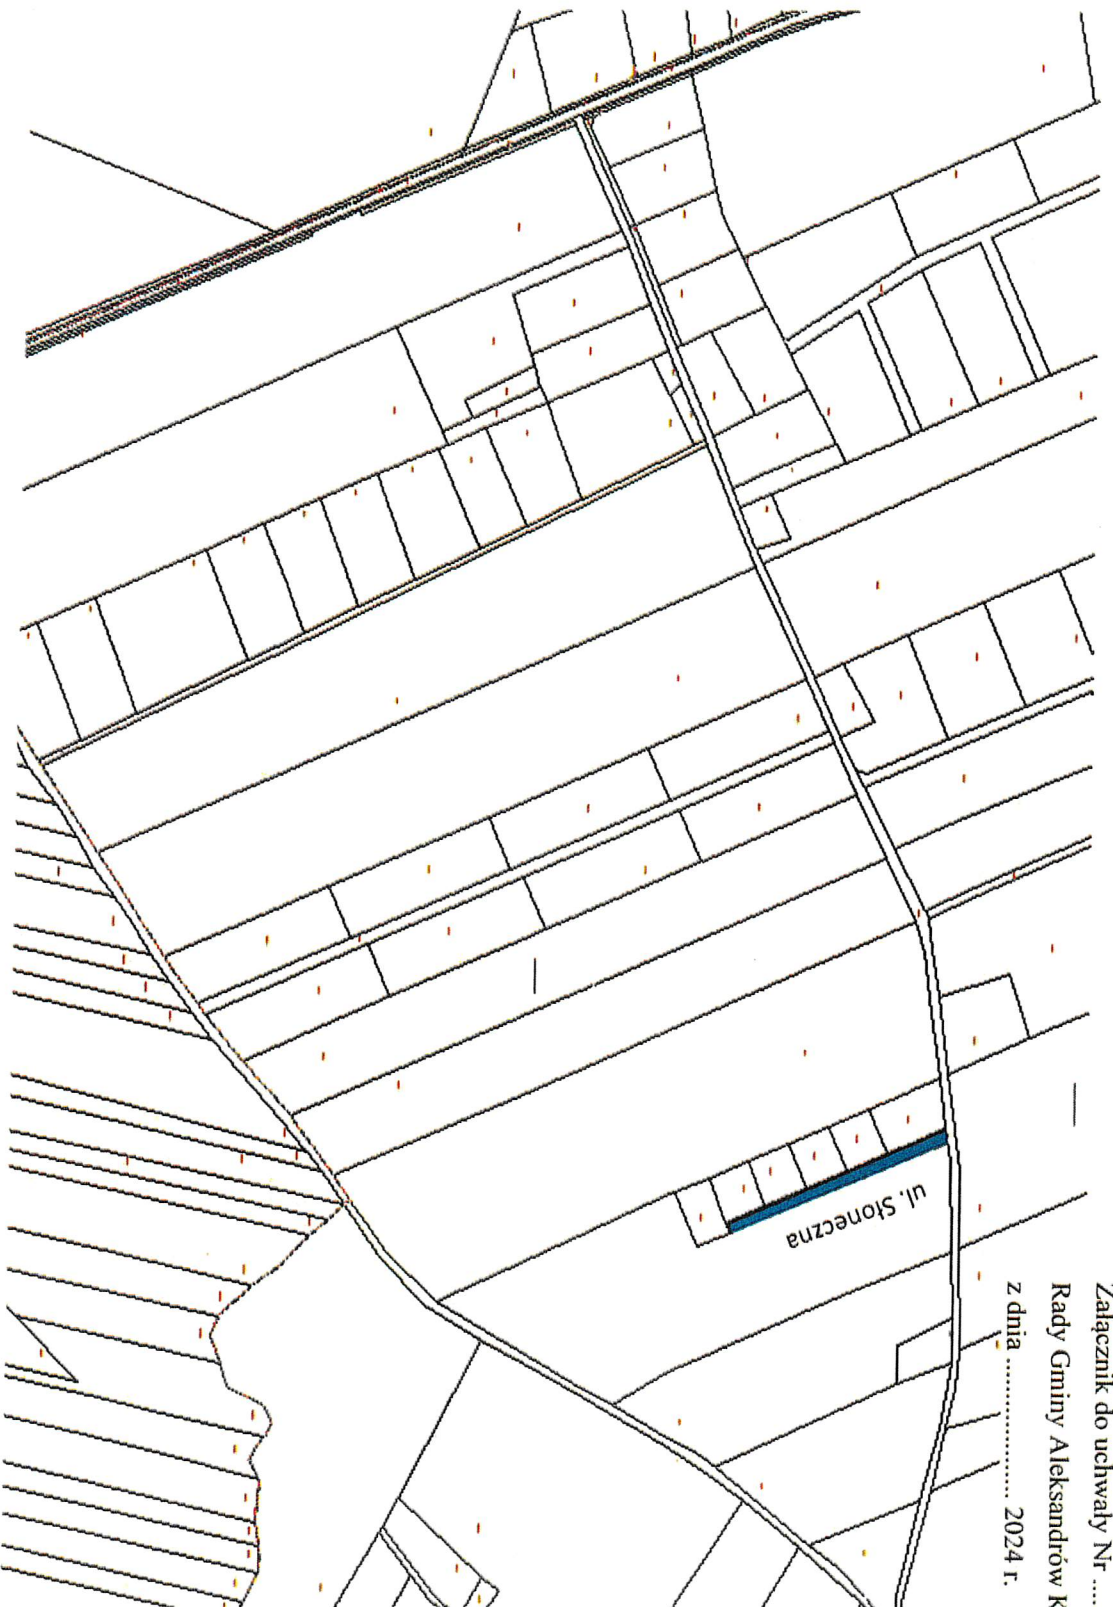 Załącznik do uchwały Nr ....
Rady Gminy Aleksandrów K
z dnia ........................ 2024 r.
ul. Słoneczna